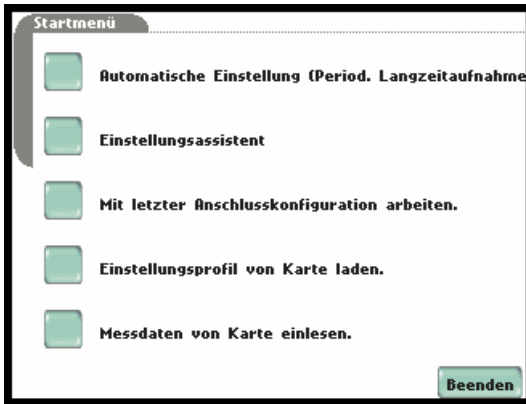 Startmenü
Automatische Einstellung (Period. Langzeitaufnahme
Einstellungsassistent
Mit letzter Anschlusskonfiguration arbeiten.
Einstellungsprofil von Karte laden.
Messdaten von Karte einlesen.
Beenden